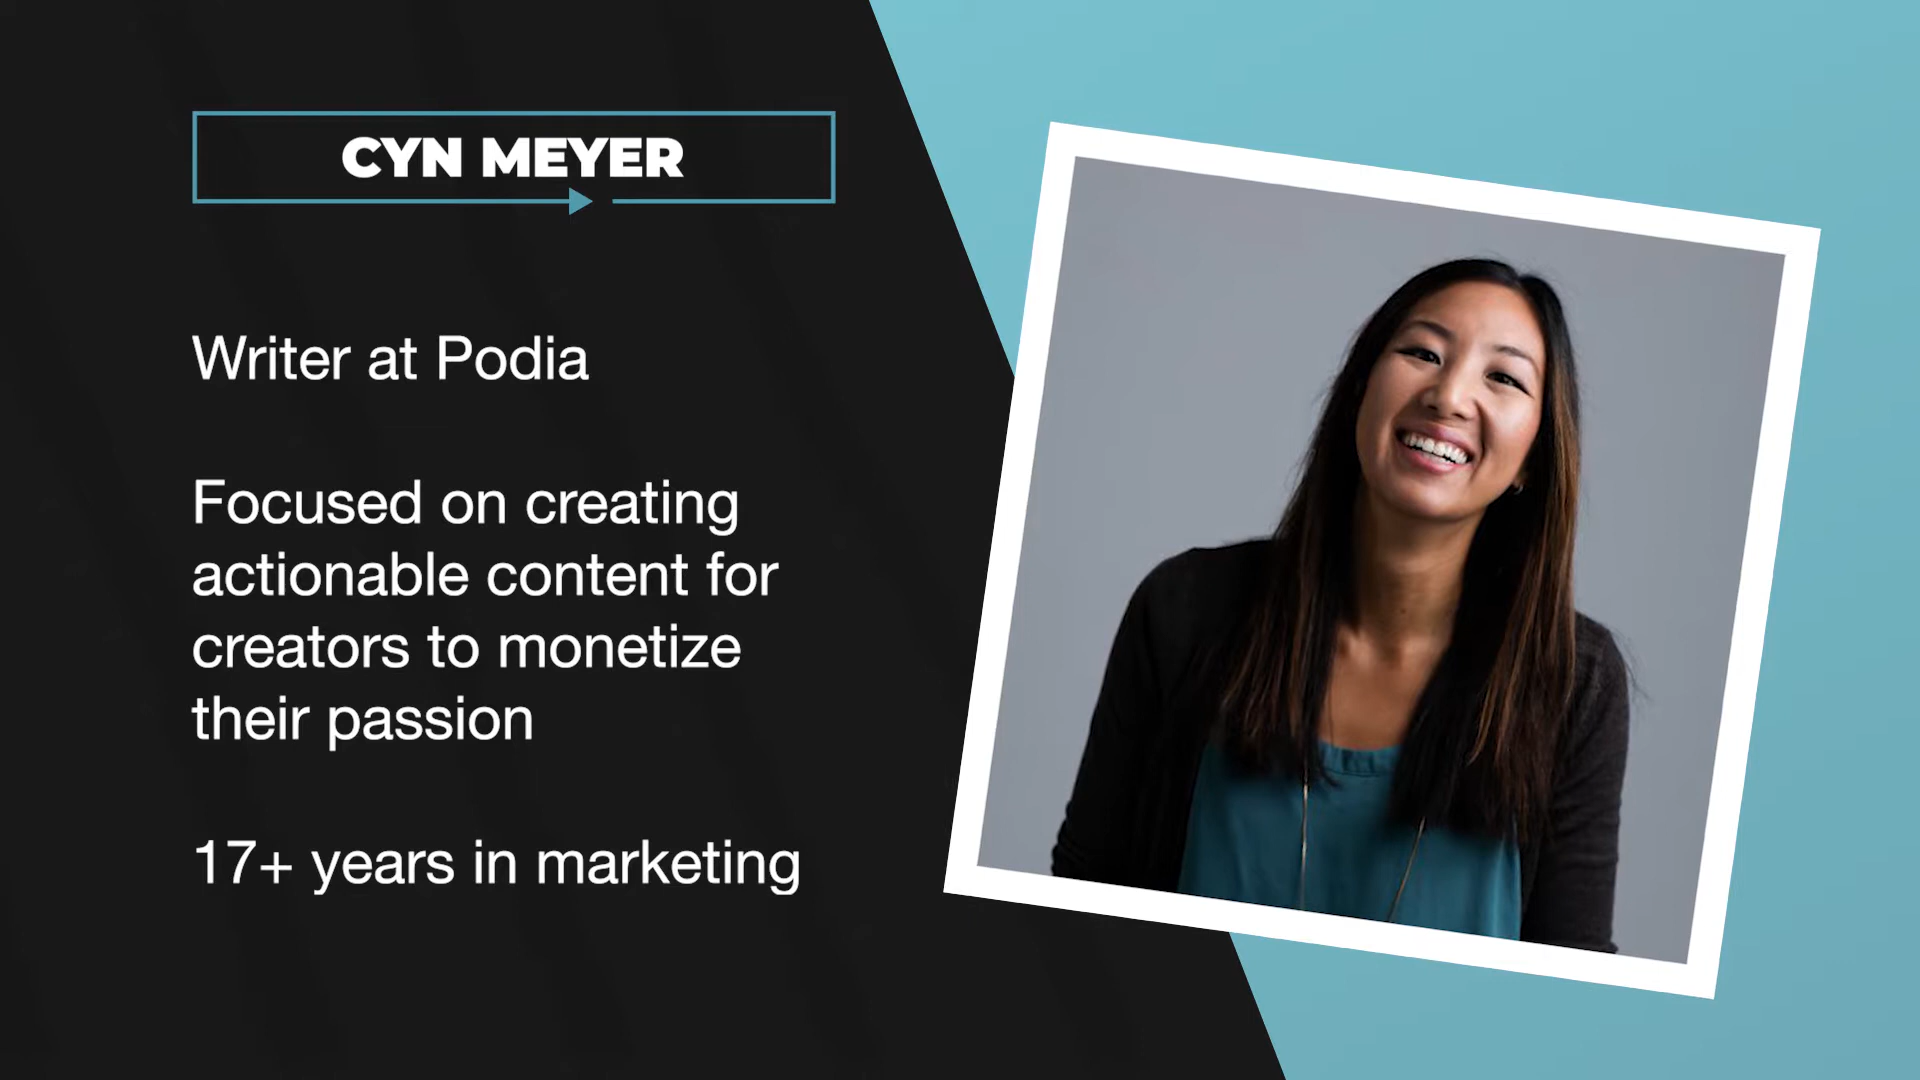 CYN MEYER
Writer at Podia
Focused on creating
actionable content for
creators to monetize
their passion
17+ years in marketing